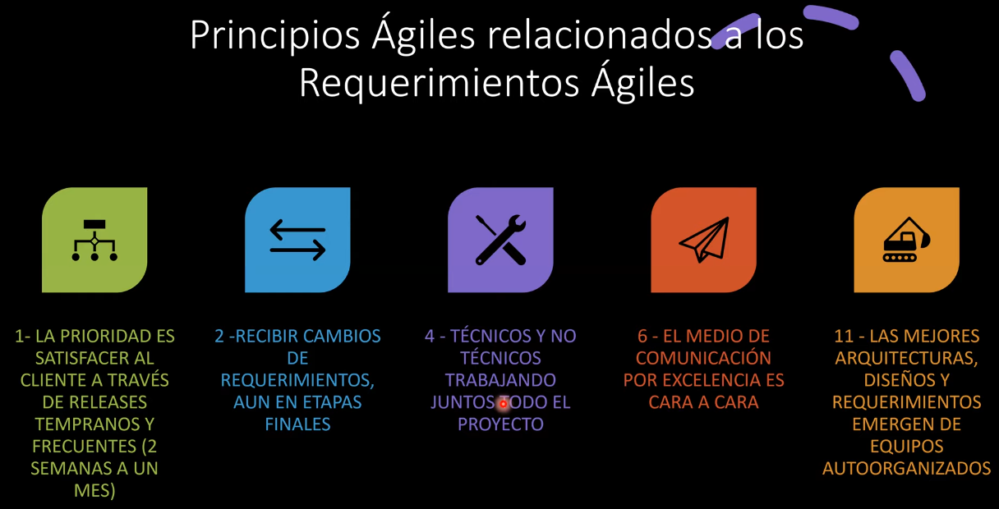 Principios Ágiles relacionados a los
Requerimientos Ágiles
1- LA PRIORIDAD ES
SATISFACER AL
CLIENTE A TRAVÉS
DE RELEASES
TEMPRANOS Y
FRECUENTES (2
SEMANAS A UN
MES)
2 -RECIBIR CAMBIOS
DE
REQUERIMIENTOS,
AUN EN ETAPAS
FINALES
4 - TÉCNICOS Y NO
TÉCNICOS
TRABAJANDO
JUNTOS TODO EL
PROYECTO
6 - EL MEDIO DE
COMUNICACIÓN
POR EXCELENCIA ES
CARA A CARA
11 - LAS MEJORES
ARQUITECTURAS,
DISEÑOS Y
REQUERIMIENTOS
EMERGEN DE
EQUIPOS
AUTOORGANIZADOS